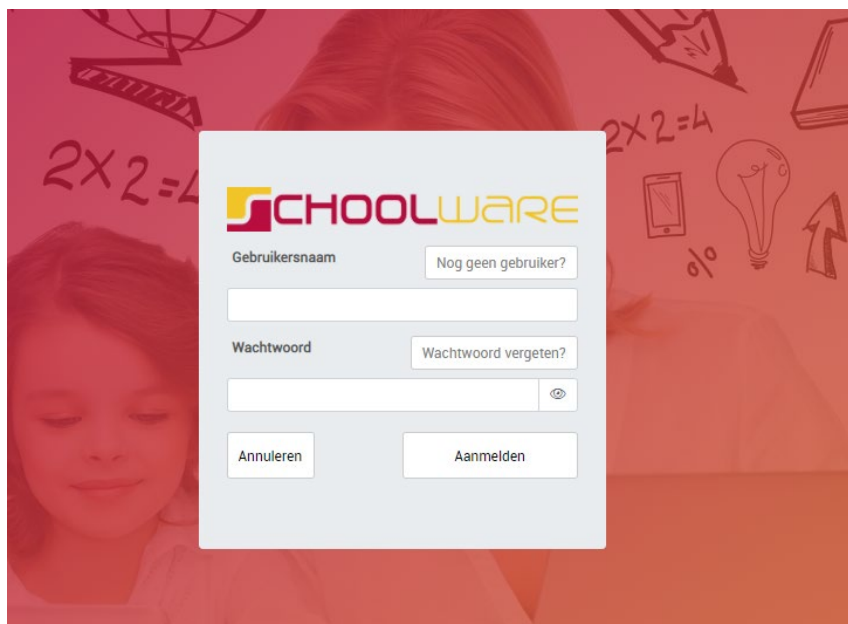 2X2=4
2X2=4
SCHOOLWARE
Gebruikersnaam
Nog geen gebruiker?
%
Wachtwoord
Wachtwoord vergeten?
Annuleren
Aanmelden